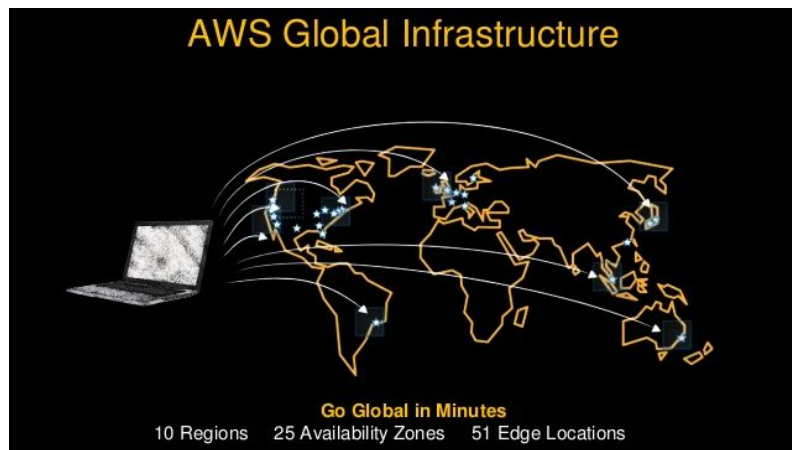 AWS Global Infrastructure
Go Global in Minutes
10 Regions 25 Availability Zones 51 Edge Locations